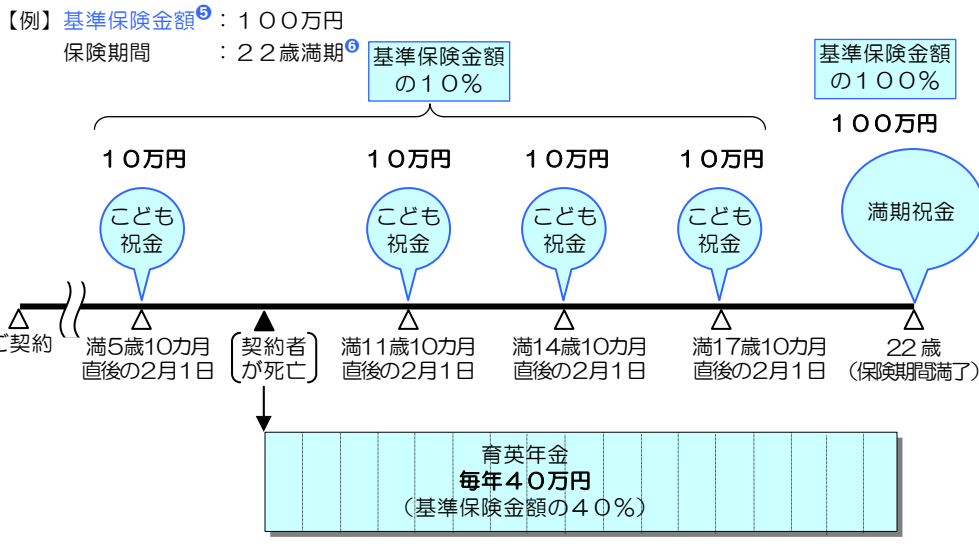 【例】基準保険金額❺：１００万円
保険期間　　：２２歳満期❻
基準保険金額
の１０％
基準保険金額
の１００％
１００万円
１０万円
１０万円
１０万円
１０万円
こども
祝金
こども
祝金
こども
祝金
こども
祝金
満期祝金
ご契約
満5歳10カ月
直後の2月1日
契約者
が死亡
満11歳10カ月
直後の2月1日
満14歳10カ月
直後の2月1日
満17歳10カ月
直後の2月1日
22 歳
（保険期間満了）
育英年金
毎年４０万円
（基準保険金額の４０％）